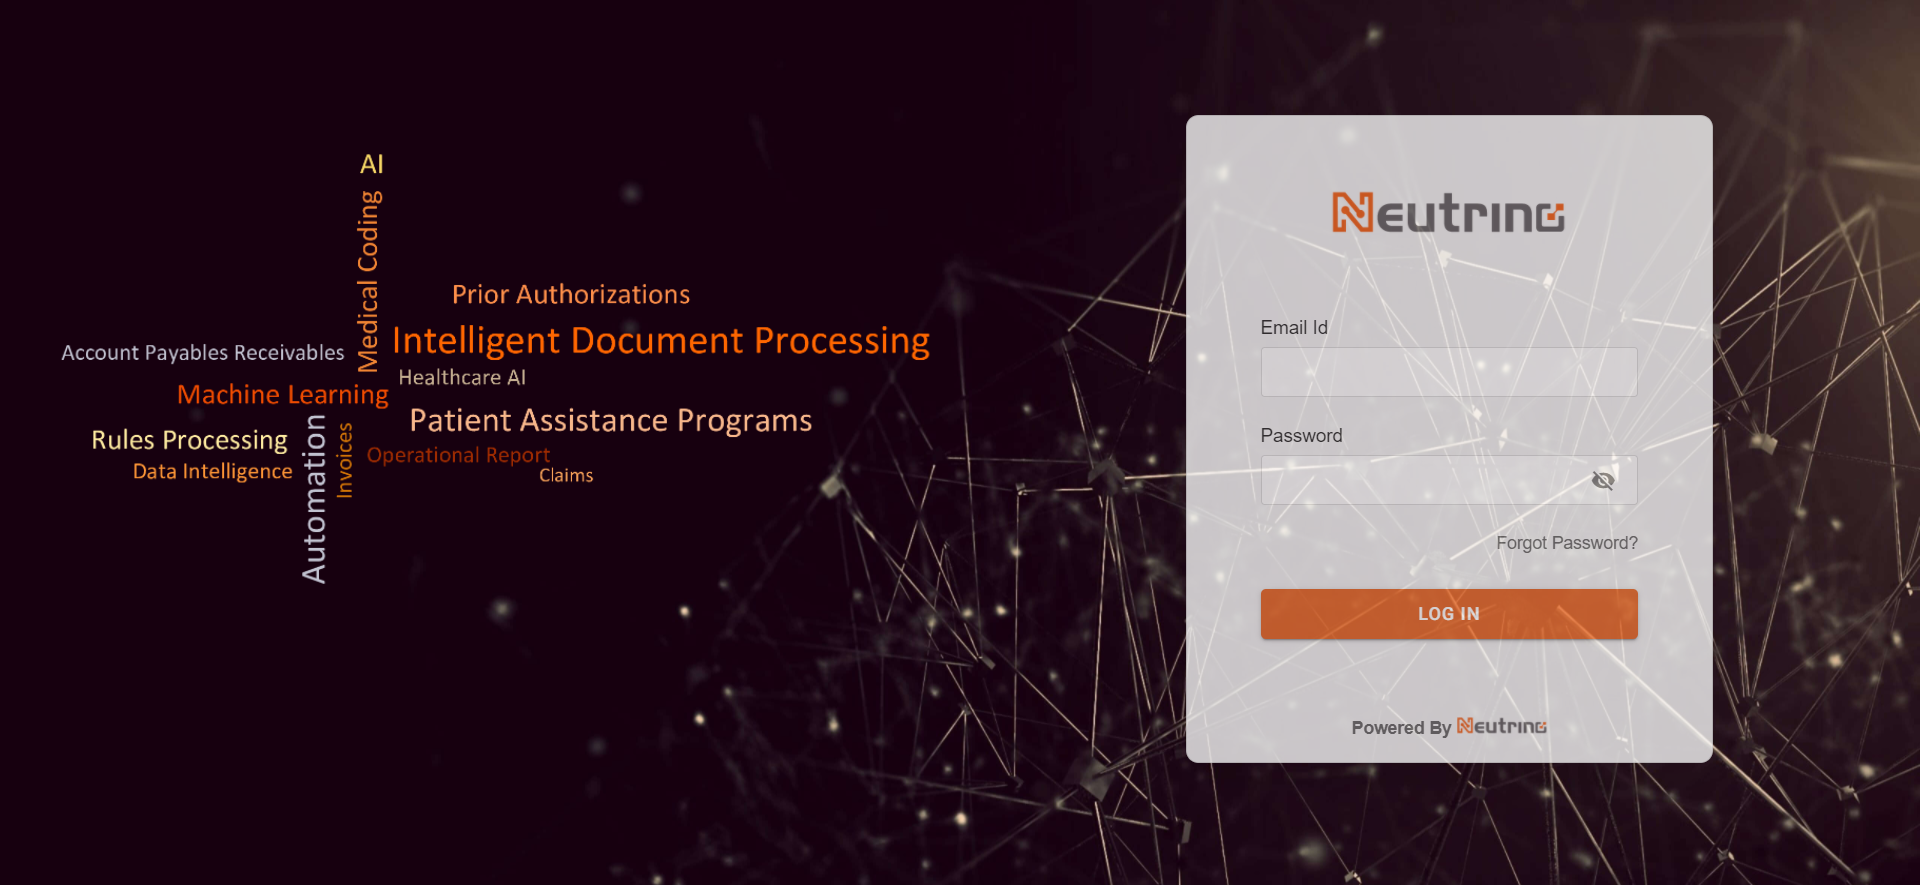 AI
Medical Coding
Prior Authorizations
Intelligent Document Processing
Account Payables Receivables
Healthcare AI
Machine Learning
Patient Assistance Programs
Rules Processing
Automation
Invoices
Operational Report
Data Intelligence
Claims
Neutrino
Email Id
Password
Forgot Password?
LOG IN
Powered By Neutrino